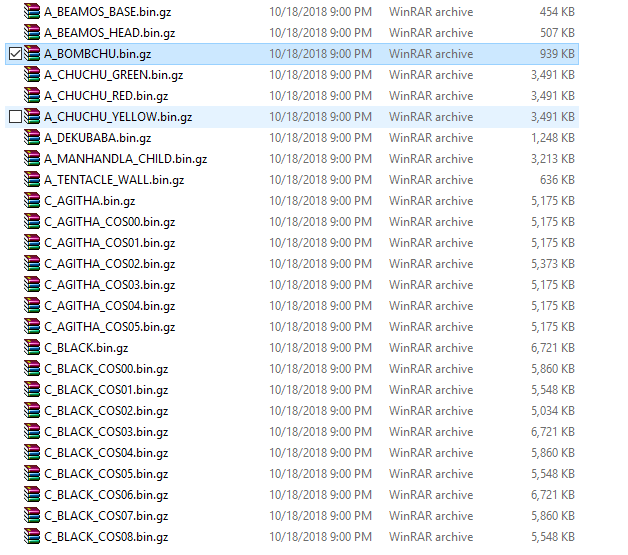 A_BEAMOS_BASE.bin.gz 10/18/2018 9:00 PM WinRAR archive 454 KB
A_BEAMOS_HEAD.bin.gz 10/18/2018 9:00 PM WinRAR archive 507 KB
A_BOMBCHU.bin.gz 10/18/2018 9:00 PM WinRAR archive 939 KB
A_CHUCHU_GREEN.bin.gz 10/18/2018 9:00 PM WinRAR archive 3,491 KB
A_CHUCHU_RED.bin.gz 10/18/2018 9:00 PM WinRAR archive 3,491 KB
A_CHUCHU_YELLOW.bin.gz 10/18/2018 9:00 PM WinRAR archive 3,491 KB
A_DEKUBABA.bin.gz 10/18/2018 9:00 PM WinRAR archive 1,248 KB
A_MANHANDLA_CHILD.bin.gz 10/18/2018 9:00 PM WinRAR archive 3,213 KB
A_TENTACLE_WALL.bin.gz 10/18/2018 9:00 PM WinRAR archive 636 KB
C_AGITHA.bin.gz 10/18/2018 9:00 PM WinRAR archive 5,175 KB
C_AGITHA_COS00.bin.gz 10/18/2018 9:00 PM WinRAR archive 5,175 KB
C_AGITHA_COS01.bin.gz 10/18/2018 9:00 PM WinRAR archive 5,175 KB
C_AGITHA_COS02.bin.gz 10/18/2018 9:00 PM WinRAR archive 5,373 KB
C_AGITHA_COS03.bin.gz 10/18/2018 9:00 PM WinRAR archive 5,175 KB
C_AGITHA_COS04.bin.gz 10/18/2018 9:00 PM WinRAR archive 5,175 KB
C_AGITHA_COS05.bin.gz 10/18/2018 9:00 PM WinRAR archive 5,175 KB
C_BLACK.bin.gz 10/18/2018 9:00 PM WinRAR archive 6,721 KB
C_BLACK_COS00.bin.gz 10/18/2018 9:00 PM WinRAR archive 5,860 KB
C_BLACK_COS01.bin.gz 10/18/2018 9:00 PM WinRAR archive 5,548 KB
C_BLACK_COS02.bin.gz 10/18/2018 9:00 PM WinRAR archive 5,034 KB
C_BLACK_COS03.bin.gz 10/18/2018 9:00 PM WinRAR archive 6,721 KB
C_BLACK_COS04.bin.gz 10/18/2018 9:00 PM WinRAR archive 5,860 KB
C_BLACK_COS05.bin.gz 10/18/2018 9:00 PM WinRAR archive 5,548 KB
C_BLACK_COS06.bin.gz 10/18/2018 9:00 PM WinRAR archive 6,721 KB
C_BLACK_COS07.bin.gz 10/18/2018 9:00 PM WinRAR archive 5,860 KB
C_BLACK_COS08.bin.gz 10/18/2018 9:00 PM WinRAR archive 5,548 KB